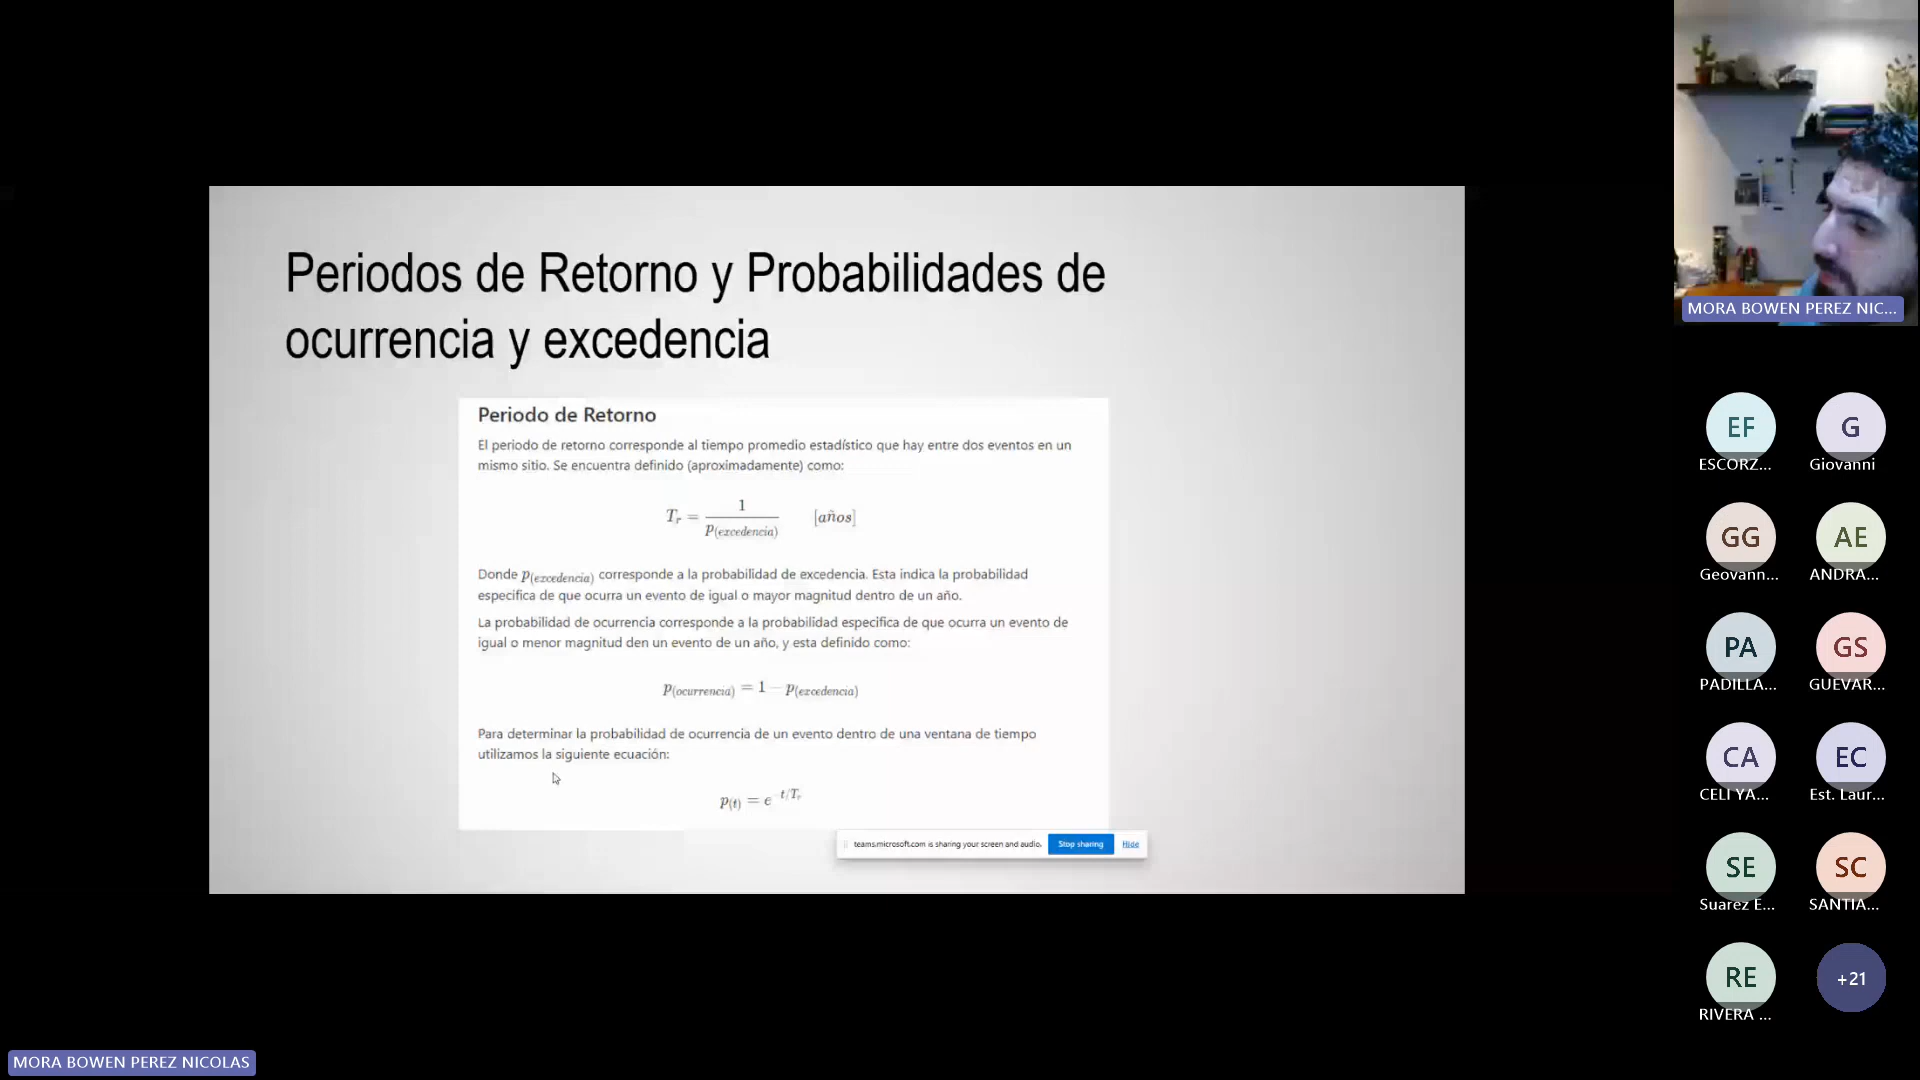 Periodos de Retorno y Probabilidades de
ocurrencia y excedencia
Periodo de Retorno
El periodo de retorno corresponde al tiempo promedio estadístico que hay entre dos eventos en un
mismo sitio. Se encuentra definido (aproximadamente) como:
T_r = 1 / p_(excedencia) [años]
Donde p_(excedencia) corresponde a la probabilidad de excedencia. Esta indica la probabilidad
especifica de que ocurra un evento de igual o mayor magnitud dentro de un año.
La probabilidad de ocurrencia corresponde a la probabilidad especifica de que ocurra un evento de
igual o menor magnitud den un evento de un año, y esta definido como:
p_(ocurrencia) = 1 − p_(excedencia)
Para determinar la probabilidad de ocurrencia de un evento dentro de una ventana de tiempo
utilizamos la siguiente ecuación:
p_(t) = e^{-t/T_r}
teams.microsoft.com is sharing your screen and audio. Stop sharing Hide
MORA BOWEN PEREZ NIC...
EF G
ESCORZ... Giovanni
GG AE
Geovann... ANDRA...
PA GS
PADILLA... GUEVAR...
CA EC
CELI YA... Est. Laur...
SE SC
Suarez E... SANTIA...
RE +21
RIVERA ...
MORA BOWEN PEREZ NICOLAS